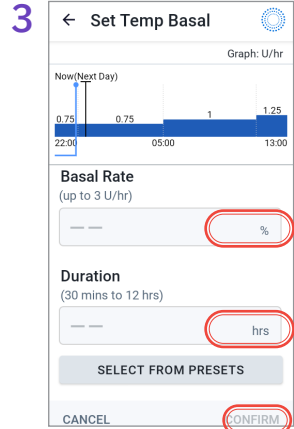 3
← Set Temp Basal
Graph: U/hr
Now(Next Day)
0.75 0.75 1 1.25
22:00 05:00 13:00
Basal Rate
(up to 3 U/hr)
-- %
Duration
(30 mins to 12 hrs)
-- hrs
SELECT FROM PRESETS
CANCEL CONFIRM